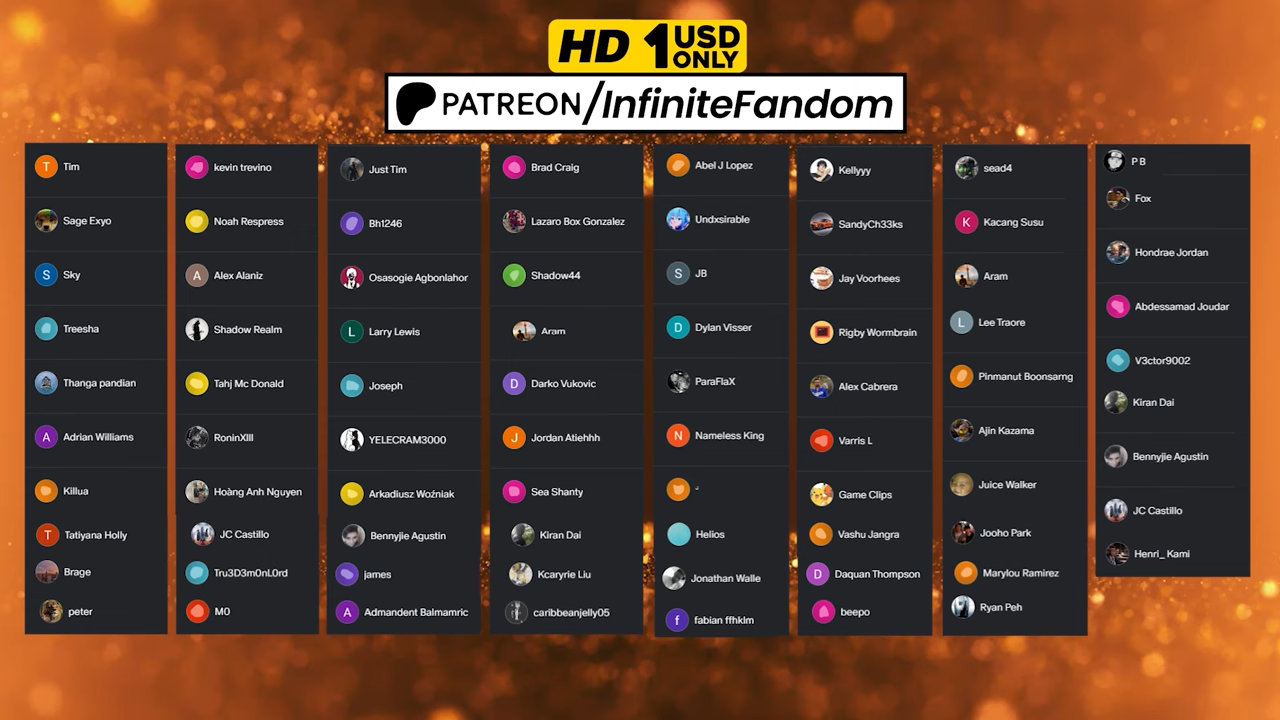 HD 1 USD ONLY
PATREON/InfiniteFandom
Tim
Sage Exyo
Sky
Treesha
Thanga pandian
Adrian Williams
Killua
Tatiyana Holly
Brage
peter
kevin trevino
Noah Respress
Alex Alaniz
Shadow Realm
Tahj Mc Donald
RoninXIII
Hoàng Anh Nguyen
JC Castillo
Tru3D3m0nL0rd
M0
Just Tim
Bh1246
Osasogie Agbonlahor
Larry Lewis
Joseph
YELECRAM3000
Arkadiusz Woźniak
Bennyjie Agustin
james
Admandent Balmamric
Brad Craig
Lazaro Box Gonzalez
Shadow44
Aram
Darko Vukovic
Jordan Atiehhh
Sea Shanty
Kiran Dai
Kcaryrie Liu
caribbeanjelly05
Abel J Lopez
Undxsirable
JB
Dylan Visser
ParaFlaX
Nameless King
Helios
Jonathan Walle
fabian ffhklm
Kellyyy
SandyCh33ks
Jay Voorhees
Rigby Wormbrain
Alex Cabrera
Varris L
Game Clips
Vashu Jangra
Daquan Thompson
beepo
sead4
Kacang Susu
Aram
Lee Traore
Pinmanut Boonsarng
Ajin Kazama
Juice Walker
Jooho Park
Marylou Ramirez
Ryan Peh
P B
Fox
Hondrae Jordan
Abdessamad Joudar
V3ctor9002
Kiran Dai
Bennyjie Agustin
JC Castillo
Henri_ Kami